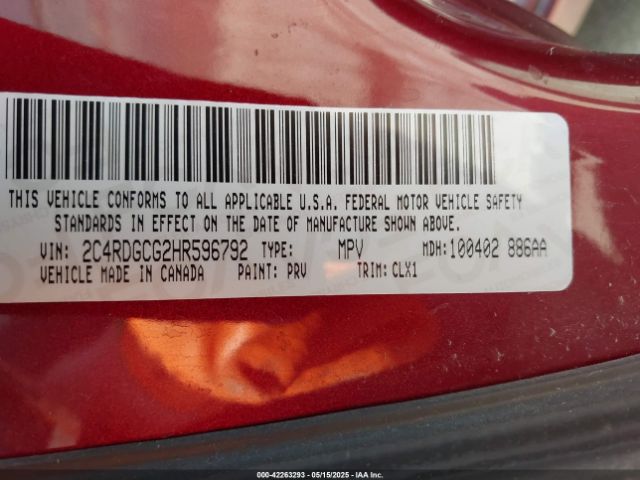 THIS VEHICLE CONFORMS TO ALL APPLICABLE U.S.A. FEDERAL MOTOR VEHICLE SAFETY
STANDARDS IN EFFECT ON THE DATE OF MANUFACTURE SHOWN ABOVE.
VIN: 2C4RDGCG2HR596792 TYPE: MPV MDH:100402 886AA
VEHICLE MADE IN CANADA PAINT: PRV TRIM: CLX1
000-42263293 - 05/15/2025 - IAA Inc.